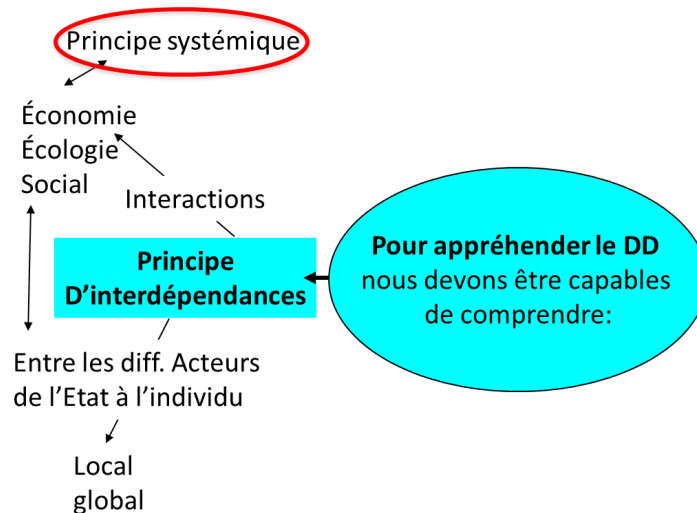 Principe systémique
Économie
Écologie
Social
Interactions
Principe
D’interdépendances
Pour appréhender le DD
nous devons être capables
de comprendre:
Entre les diff. Acteurs
de l’Etat à l’individu
Local
global